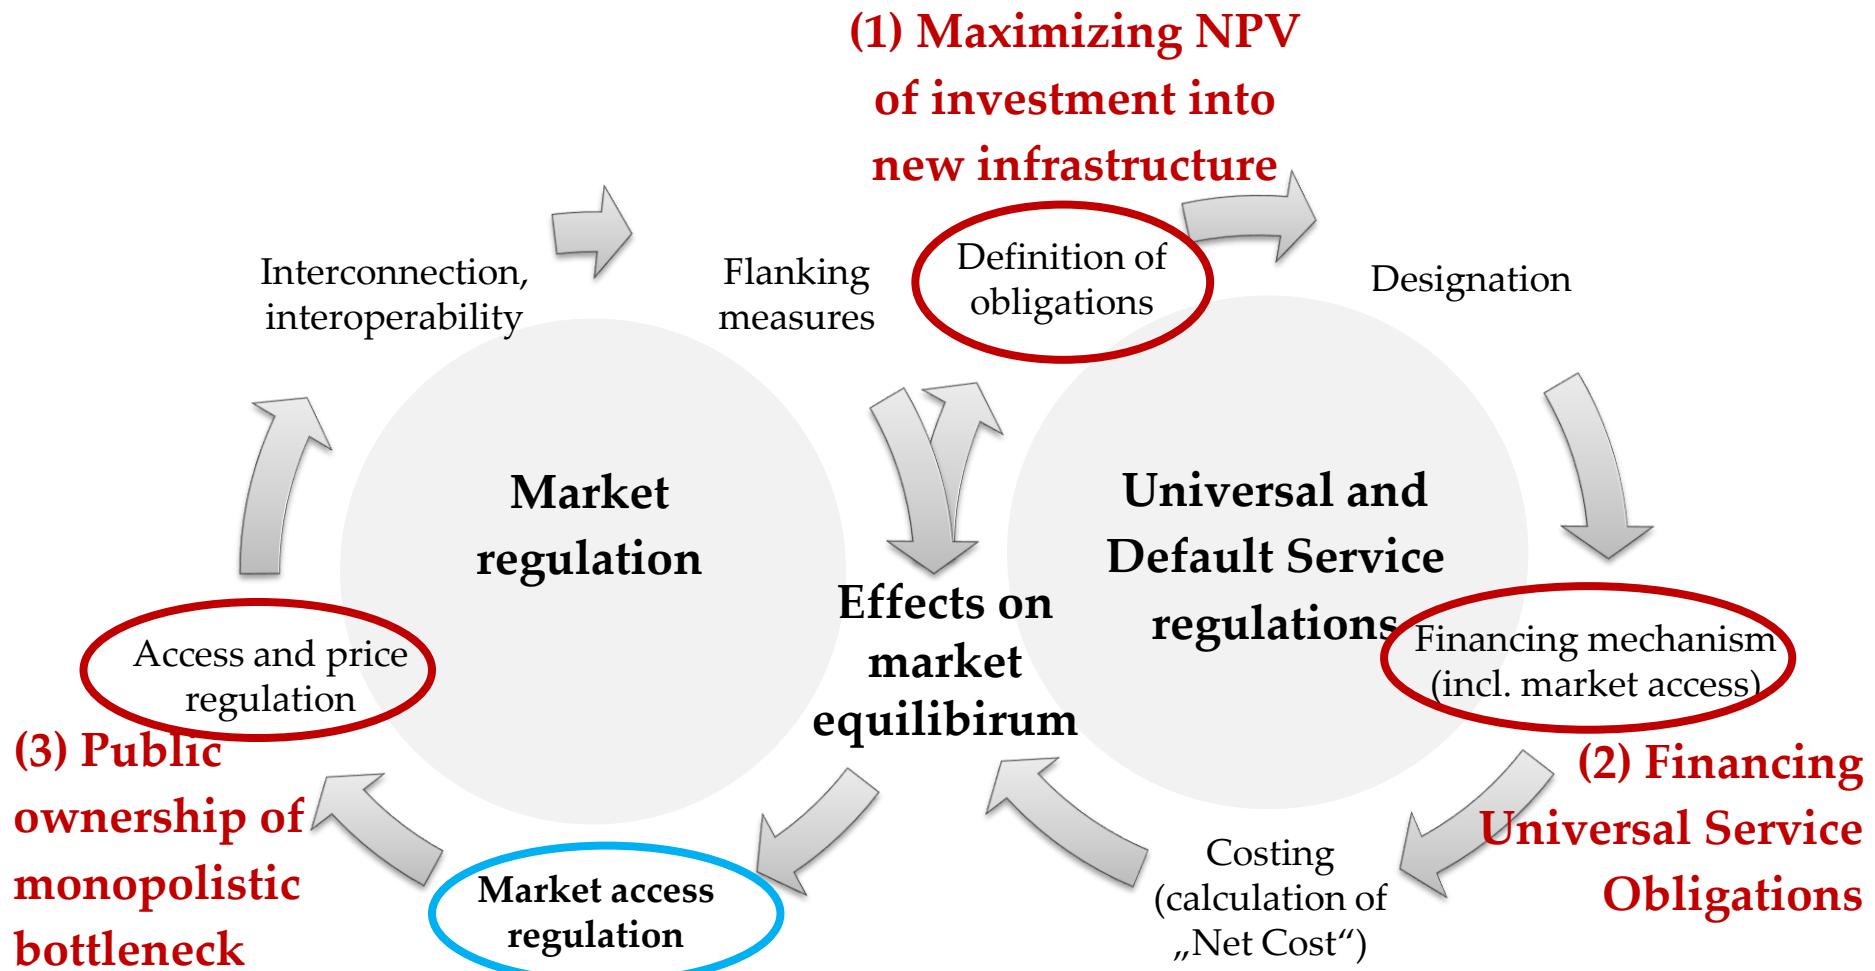 (1) Maximizing NPV
of investment into
new infrastructure
Interconnection,
interoperability
Flanking
measures
Definition of
obligations
Designation
Market
regulation
Universal and
Default Service
regulations
Effects on
market
equilibirum
Access and price
regulation
Financing mechanism
(incl. market access)
(3) Public
ownership of
monopolistic
bottleneck
(2) Financing
Universal Service
Obligations
Market access
regulation
Costing
(calculation of
„Net Cost“)